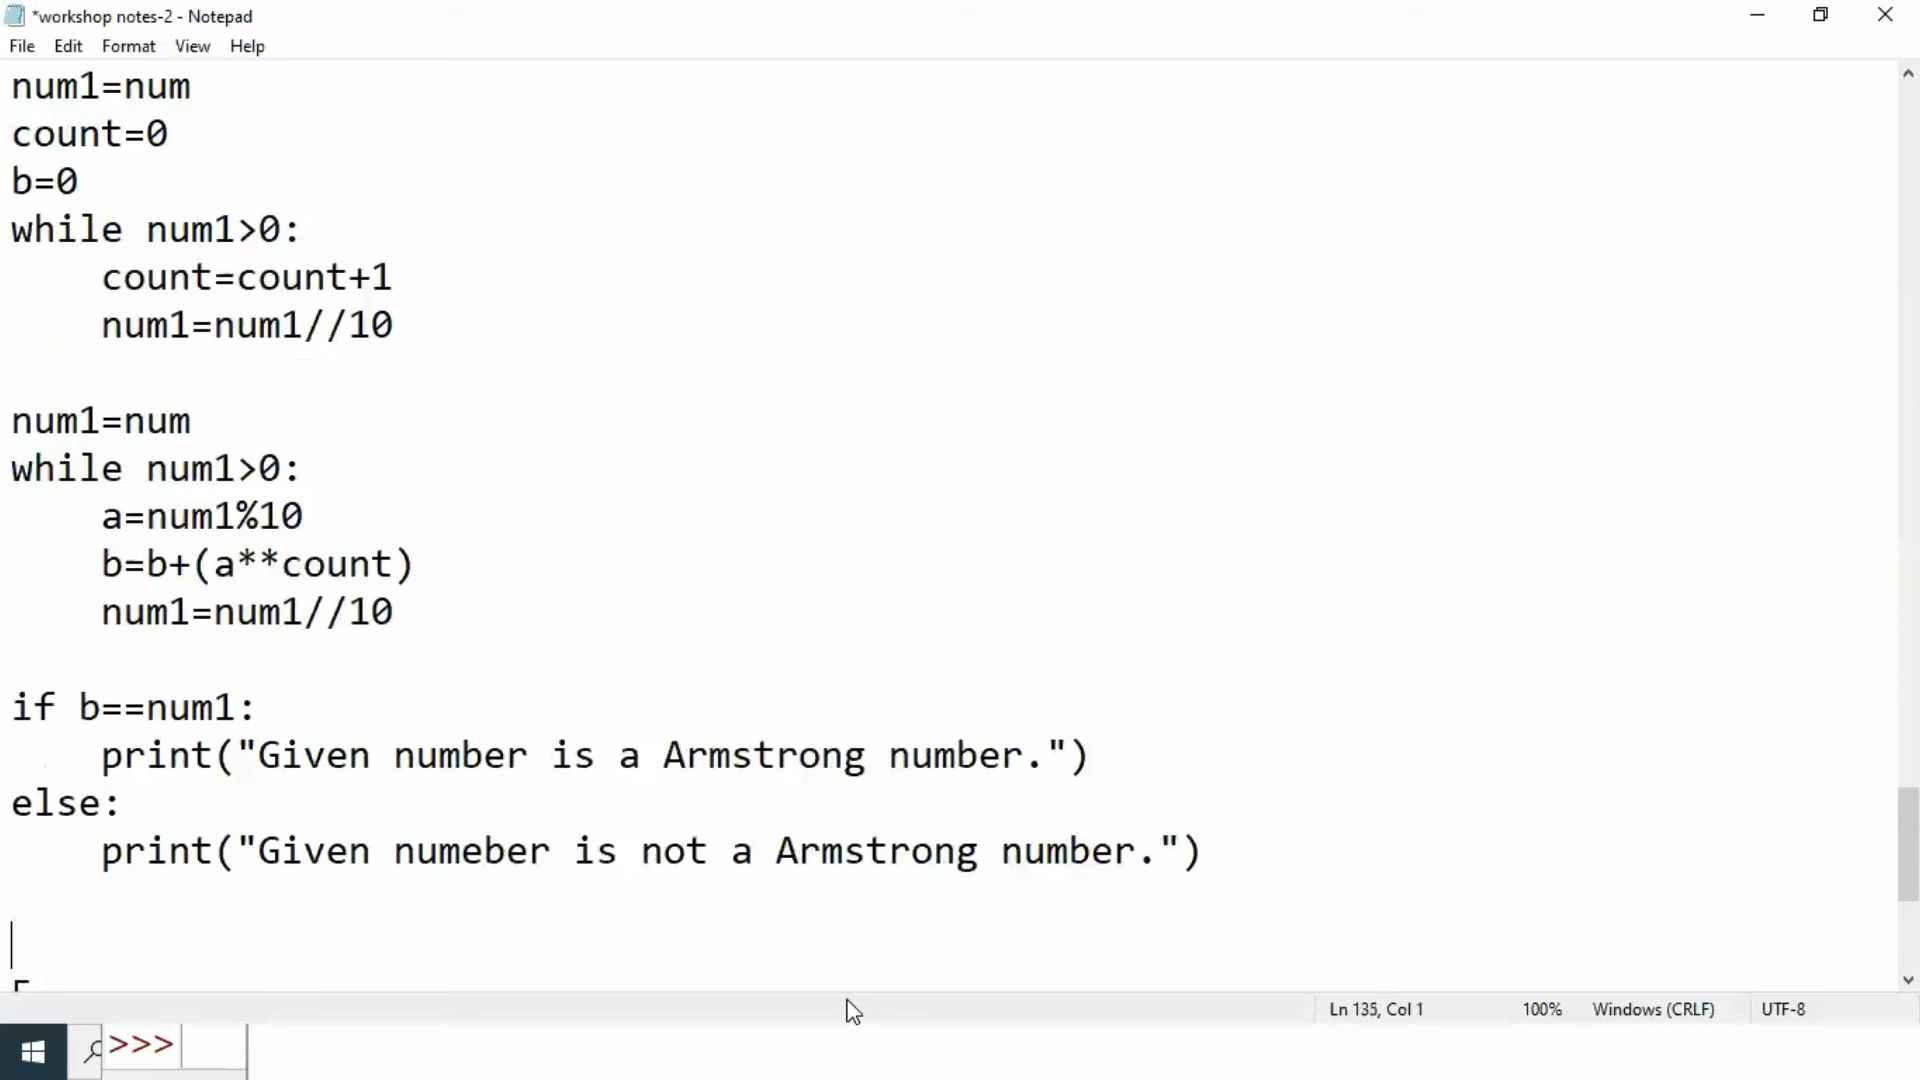 *workshop notes-2 - Notepad
File Edit Format View Help
num1=num
count=0
b=0
while num1>0:
    count=count+1
    num1=num1//10
num1=num
while num1>0:
    a=num1%10
    b=b+(a**count)
    num1=num1//10
if b==num1:
    print("Given number is a Armstrong number.")
else:
    print("Given numeber is not a Armstrong number.")
Ln 135, Col 1 100% Windows (CRLF) UTF-8
>>>